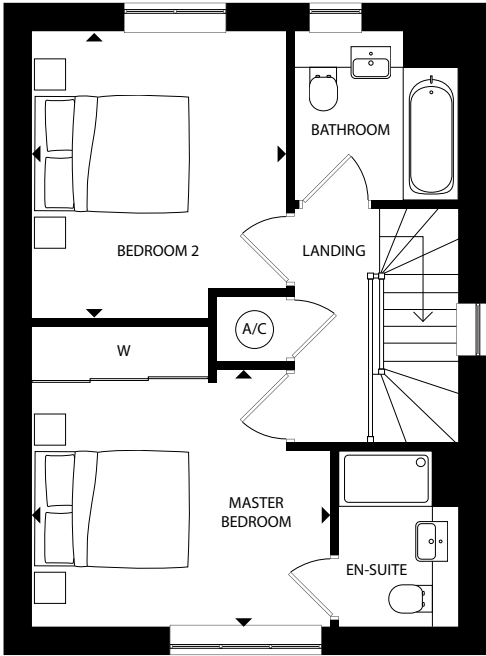 BATHROOM
BEDROOM 2
LANDING
A/C
W
MASTER
BEDROOM
EN-SUITE